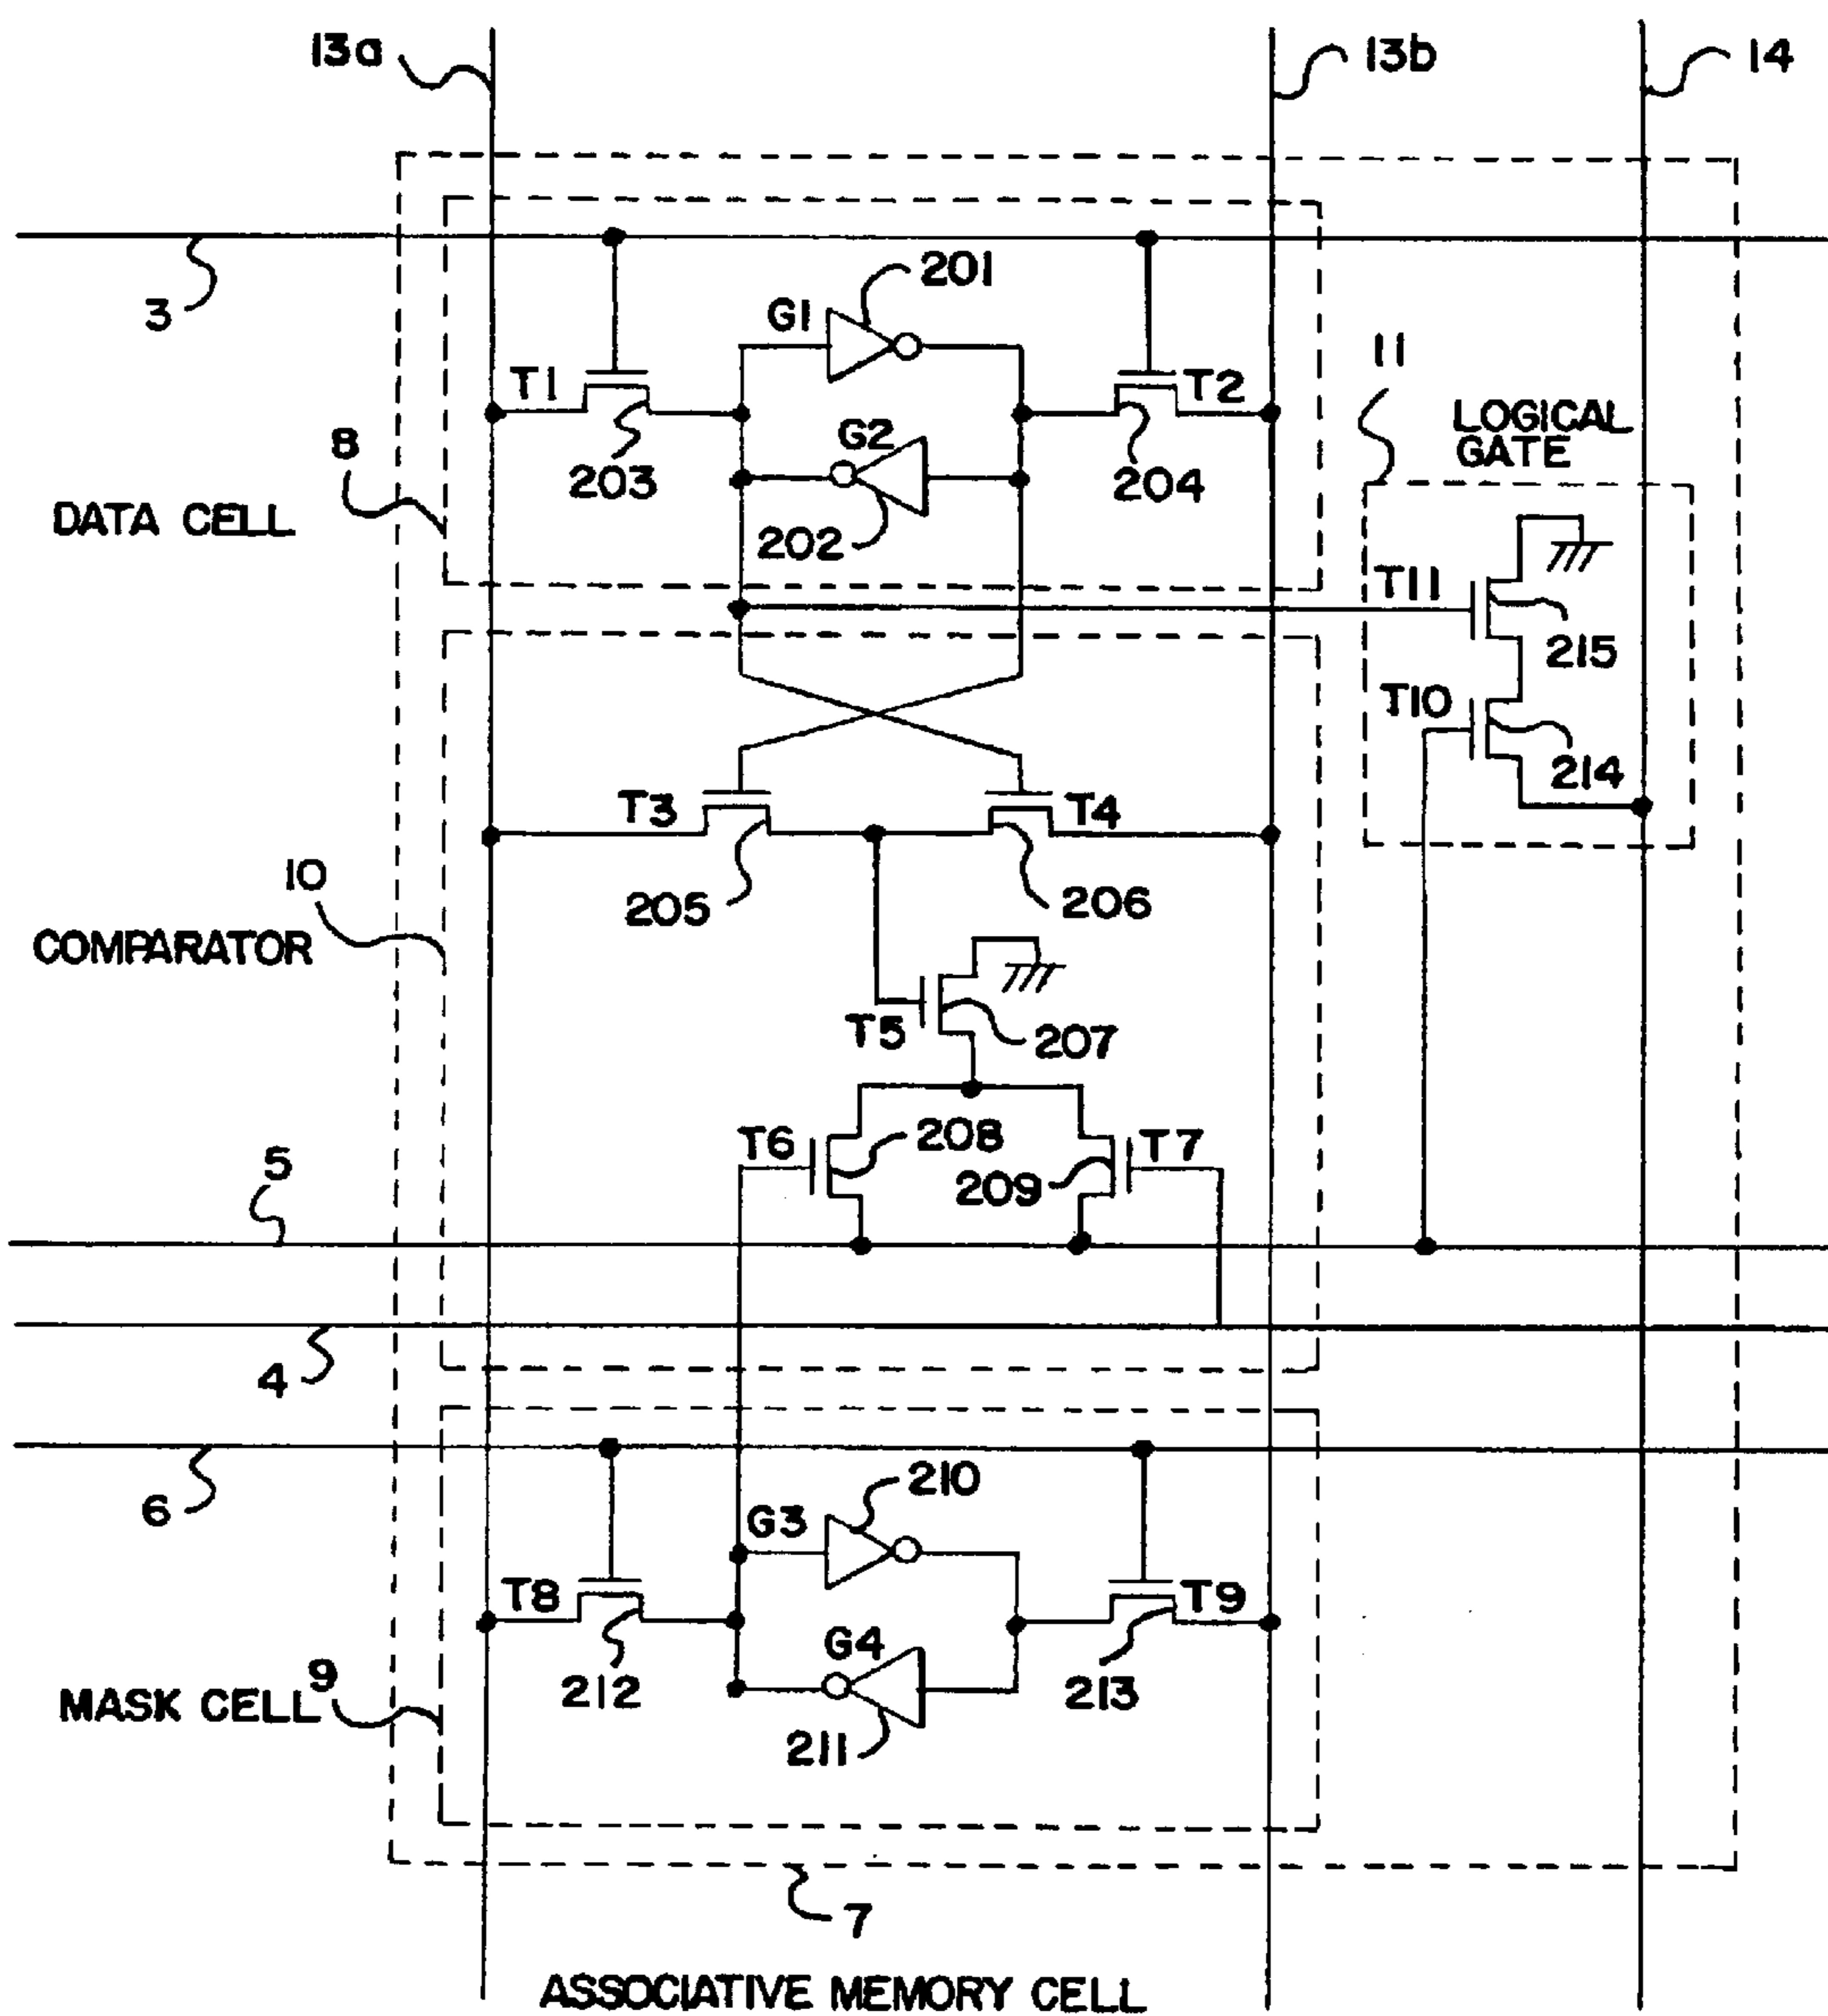 13a
13b
14
3
201
G1
11
T1
T2
LOGICAL
GATE
8
G2
203
204
DATA CELL
202
T11
215
T10
214
T3
T4
10
205
206
COMPARATOR
T5
207
T6
208
T7
5
209
4
6
210
G3
T8
T9
G4
9
212
213
MASK CELL
211
7
ASSOCIATIVE MEMORY CELL